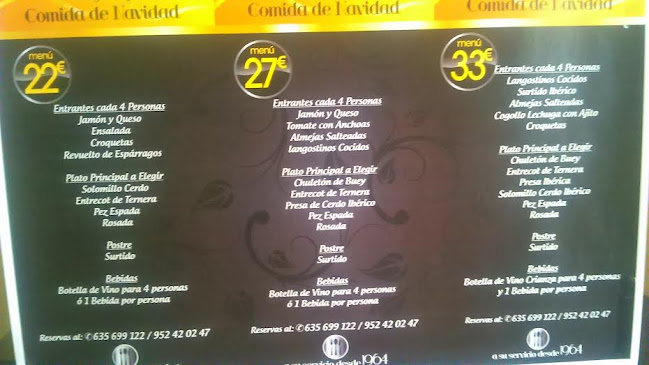 Comida de Navidad
menú
22€
Entrantes cada 4 Personas
Jamón y Queso
Ensalada
Croquetas
Revuelto de Espárragos
Plato Principal a Elegir
Solomillo Cerdo
Entrecot de Ternera
Pez Espada
Rosada
Postre
Surtido
Bebidas
Botella de Vino para 4 personas
ó 1 Bebida por persona
Reservas al: 635 699 122 / 952 42 02 47
Comida de Navidad
menú
27€
Entrantes cada 4 Personas
Jamón y Queso
Tomate con Anchoas
Almejas Salteadas
langostinos Cocidos
Plato Principal a Elegir
Chuletón de Buey
Entrecot de Ternera
Presa de Cerdo Ibérico
Pez Espada
Rosada
Postre
Surtido
Bebidas
Botella de Vino para 4 personas
ó 1 Bebida por persona
Reservas al: 635 699 122 / 952 42 02 47
a su servicio desde 1964
Comida de Navidad
menú
33€
Entrantes cada 4 Personas
Langostinos Cocidos
Surtido Ibérico
Almejas Salteadas
Cogollo Lechuga con Ajito
Croquetas
Plato Principal a Elegir
Chuletón de Buey
Entrecot de Ternera
Presa Ibérica
Solomillo Cerdo Ibérico
Pez Espada
Rosada
Postre
Surtido
Bebidas
Botella de Vino Crianza para 4 personas
y 1 Bebida por persona
Reservas al: 635 699 122 / 952 42 02 47
a su servicio desde 1964